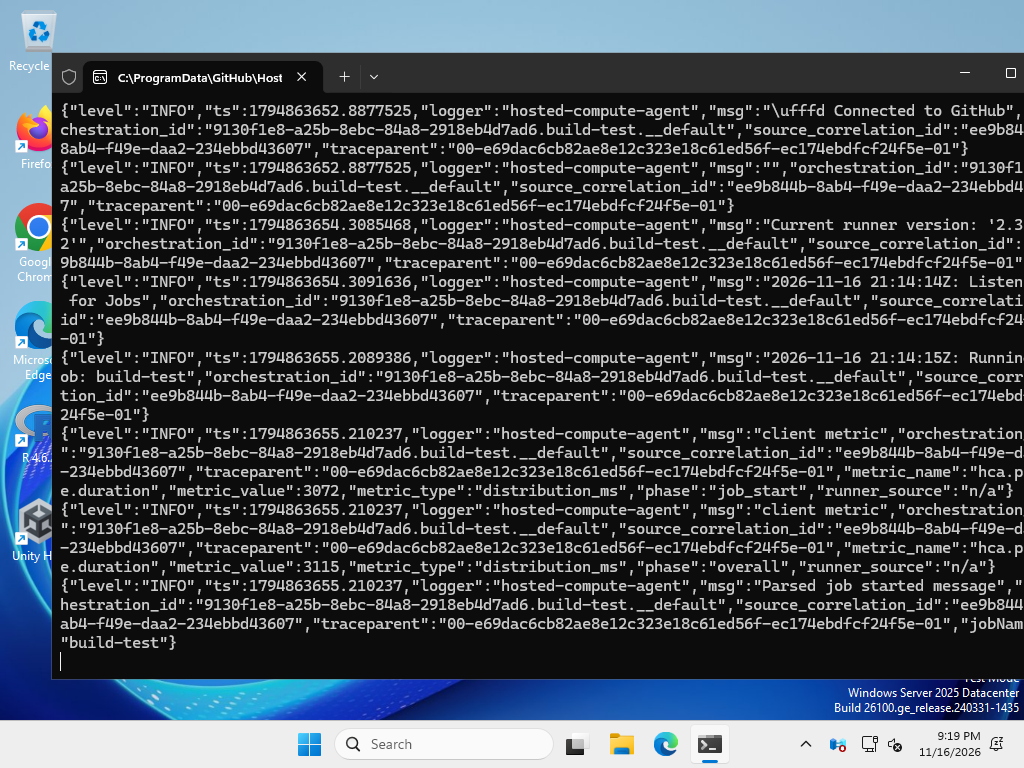 Recycle
Firefo
Googl
Chrom
Micros
Edge
R 4.6.
Unity H
C:\ProgramData\GitHub\Host
{"level":"INFO","ts":1794863652.8877525,"logger":"hosted-compute-agent","msg":"\ufffd Connected to GitHub",
chestration_id":"9130f1e8-a25b-8ebc-84a8-2918eb4d7ad6.build-test.__default","source_correlation_id":"ee9b84
8ab4-f49e-daa2-234ebbd43607","traceparent":"00-e69dac6cb82ae8e12c323e18c61ed56f-ec174ebdfcf24f5e-01"}
{"level":"INFO","ts":1794863652.8877525,"logger":"hosted-compute-agent","msg":"","orchestration_id":"9130f1
a25b-8ebc-84a8-2918eb4d7ad6.build-test.__default","source_correlation_id":"ee9b844b-8ab4-f49e-daa2-234ebbd4
7","traceparent":"00-e69dac6cb82ae8e12c323e18c61ed56f-ec174ebdfcf24f5e-01"}
{"level":"INFO","ts":1794863654.3085468,"logger":"hosted-compute-agent","msg":"Current runner version: '2.3
2'","orchestration_id":"9130f1e8-a25b-8ebc-84a8-2918eb4d7ad6.build-test.__default","source_correlation_id":
9b844b-8ab4-f49e-daa2-234ebbd43607","traceparent":"00-e69dac6cb82ae8e12c323e18c61ed56f-ec174ebdfcf24f5e-01"
{"level":"INFO","ts":1794863654.3091636,"logger":"hosted-compute-agent","msg":"2026-11-16 21:14:14Z: Listen
for Jobs","orchestration_id":"9130f1e8-a25b-8ebc-84a8-2918eb4d7ad6.build-test.__default","source_correlati
id":"ee9b844b-8ab4-f49e-daa2-234ebbd43607","traceparent":"00-e69dac6cb82ae8e12c323e18c61ed56f-ec174ebdfcf24
-01"}
{"level":"INFO","ts":1794863655.2089386,"logger":"hosted-compute-agent","msg":"2026-11-16 21:14:15Z: Running
ob: build-test","orchestration_id":"9130f1e8-a25b-8ebc-84a8-2918eb4d7ad6.build-test.__default","source_corr
tion_id":"ee9b844b-8ab4-f49e-daa2-234ebbd43607","traceparent":"00-e69dac6cb82ae8e12c323e18c61ed56f-ec174ebdfcf
24f5e-01"}
{"level":"INFO","ts":1794863655.210237,"logger":"hosted-compute-agent","msg":"client metric","orchestration
":"9130f1e8-a25b-8ebc-84a8-2918eb4d7ad6.build-test.__default","source_correlation_id":"ee9b844b-8ab4-f49e-d
-234ebbd43607","traceparent":"00-e69dac6cb82ae8e12c323e18c61ed56f-ec174ebdfcf24f5e-01","metric_name":"hca.p
e.duration","metric_value":3072,"metric_type":"distribution_ms","phase":"job_start","runner_source":"n/a"}
{"level":"INFO","ts":1794863655.210237,"logger":"hosted-compute-agent","msg":"client metric","orchestration
":"9130f1e8-a25b-8ebc-84a8-2918eb4d7ad6.build-test.__default","source_correlation_id":"ee9b844b-8ab4-f49e-d
-234ebbd43607","traceparent":"00-e69dac6cb82ae8e12c323e18c61ed56f-ec174ebdfcf24f5e-01","metric_name":"hca.p
e.duration","metric_value":3115,"metric_type":"distribution_ms","phase":"overall","runner_source":"n/a"}
{"level":"INFO","ts":1794863655.210237,"logger":"hosted-compute-agent","msg":"Parsed job started message","
hestration_id":"9130f1e8-a25b-8ebc-84a8-2918eb4d7ad6.build-test.__default","source_correlation_id":"ee9b844
ab4-f49e-daa2-234ebbd43607","traceparent":"00-e69dac6cb82ae8e12c323e18c61ed56f-ec174ebdfcf24f5e-01","jobNam
"build-test"}
Test Mode
Windows Server 2025 Datacenter
Build 26100.ge_release.240331-1435
Search
9:19 PM
11/16/2026